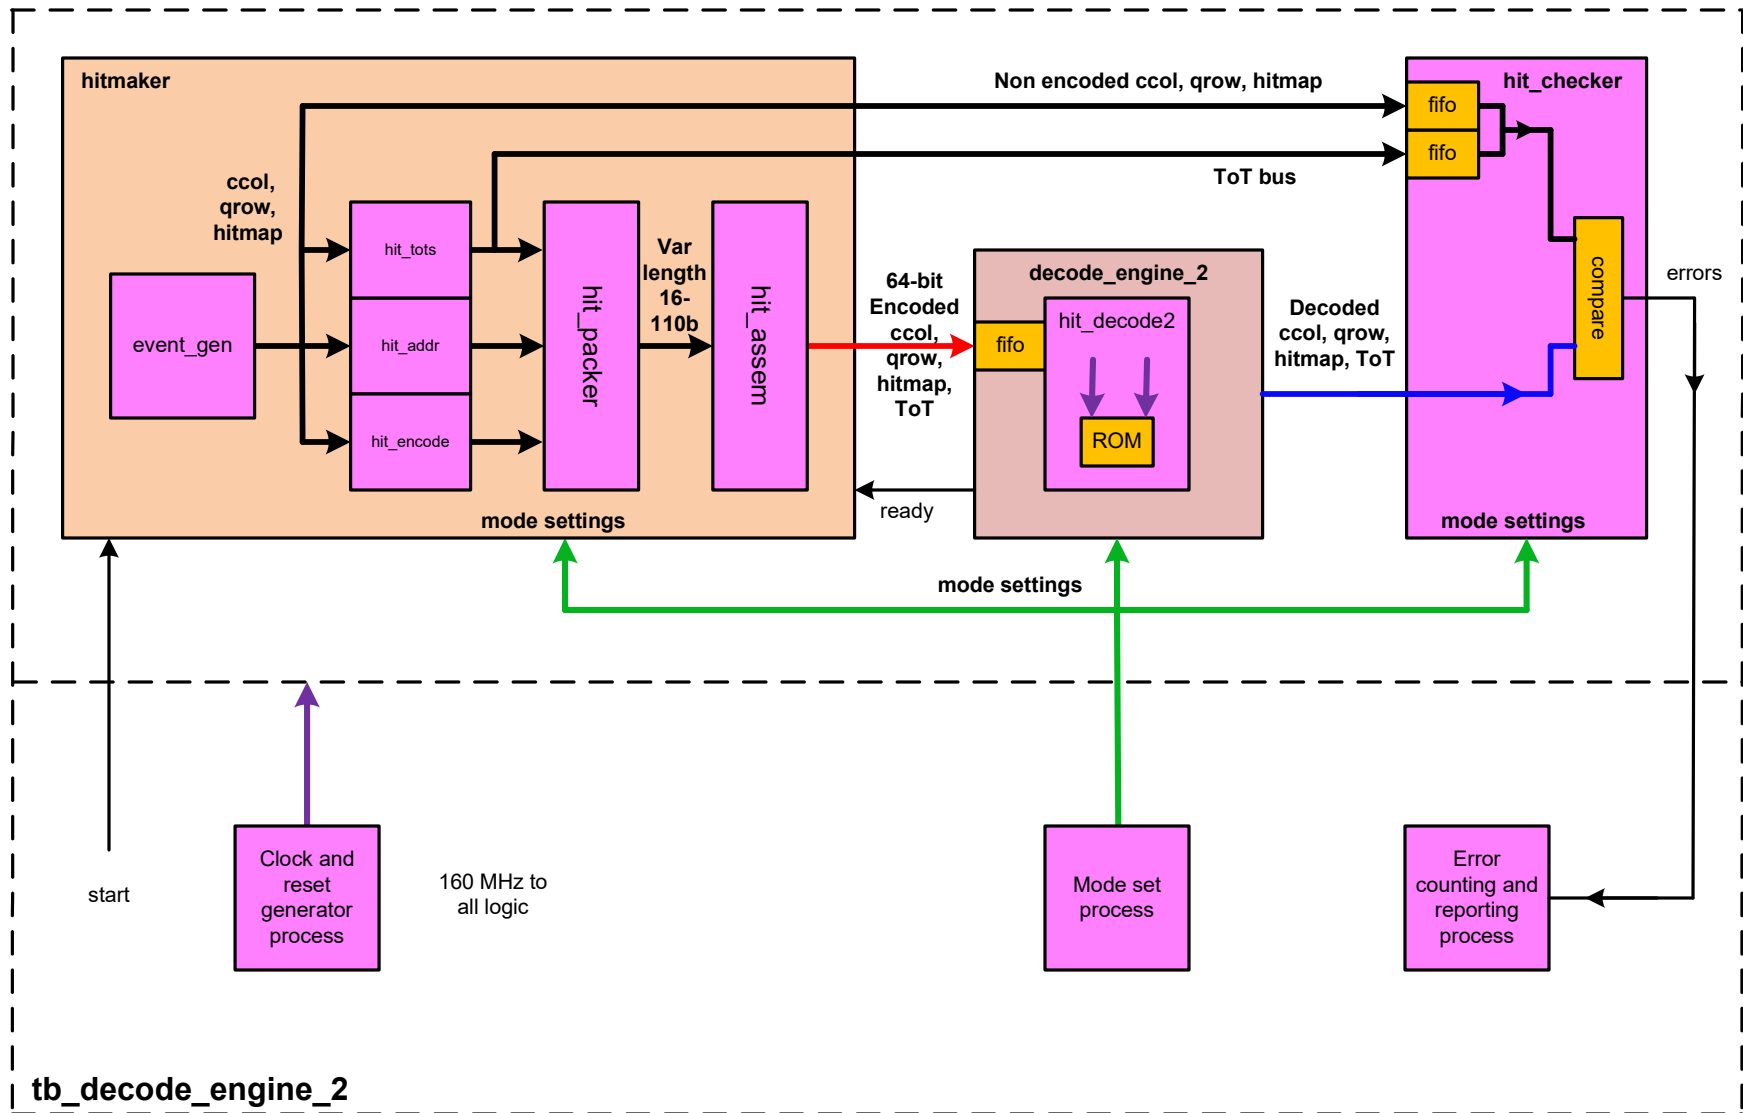 hitmaker
Non encoded ccol, qrow, hitmap
hit_checker
fifo
fifo
ToT bus
ccol,
qrow,
hitmap
hit_tots
hit_addr
hit_encode
event_gen
hit_packer
Var
length
16-
110b
hit_assem
64-bit
Encoded
ccol,
qrow,
hitmap,
ToT
decode_engine_2
hit_decode2
fifo
ROM
Decoded
ccol, qrow,
hitmap, ToT
compare
errors
ready
mode settings
mode settings
mode settings
start
Clock and
reset
generator
process
160 MHz to
all logic
Mode set
process
Error
counting and
reporting
process
tb_decode_engine_2